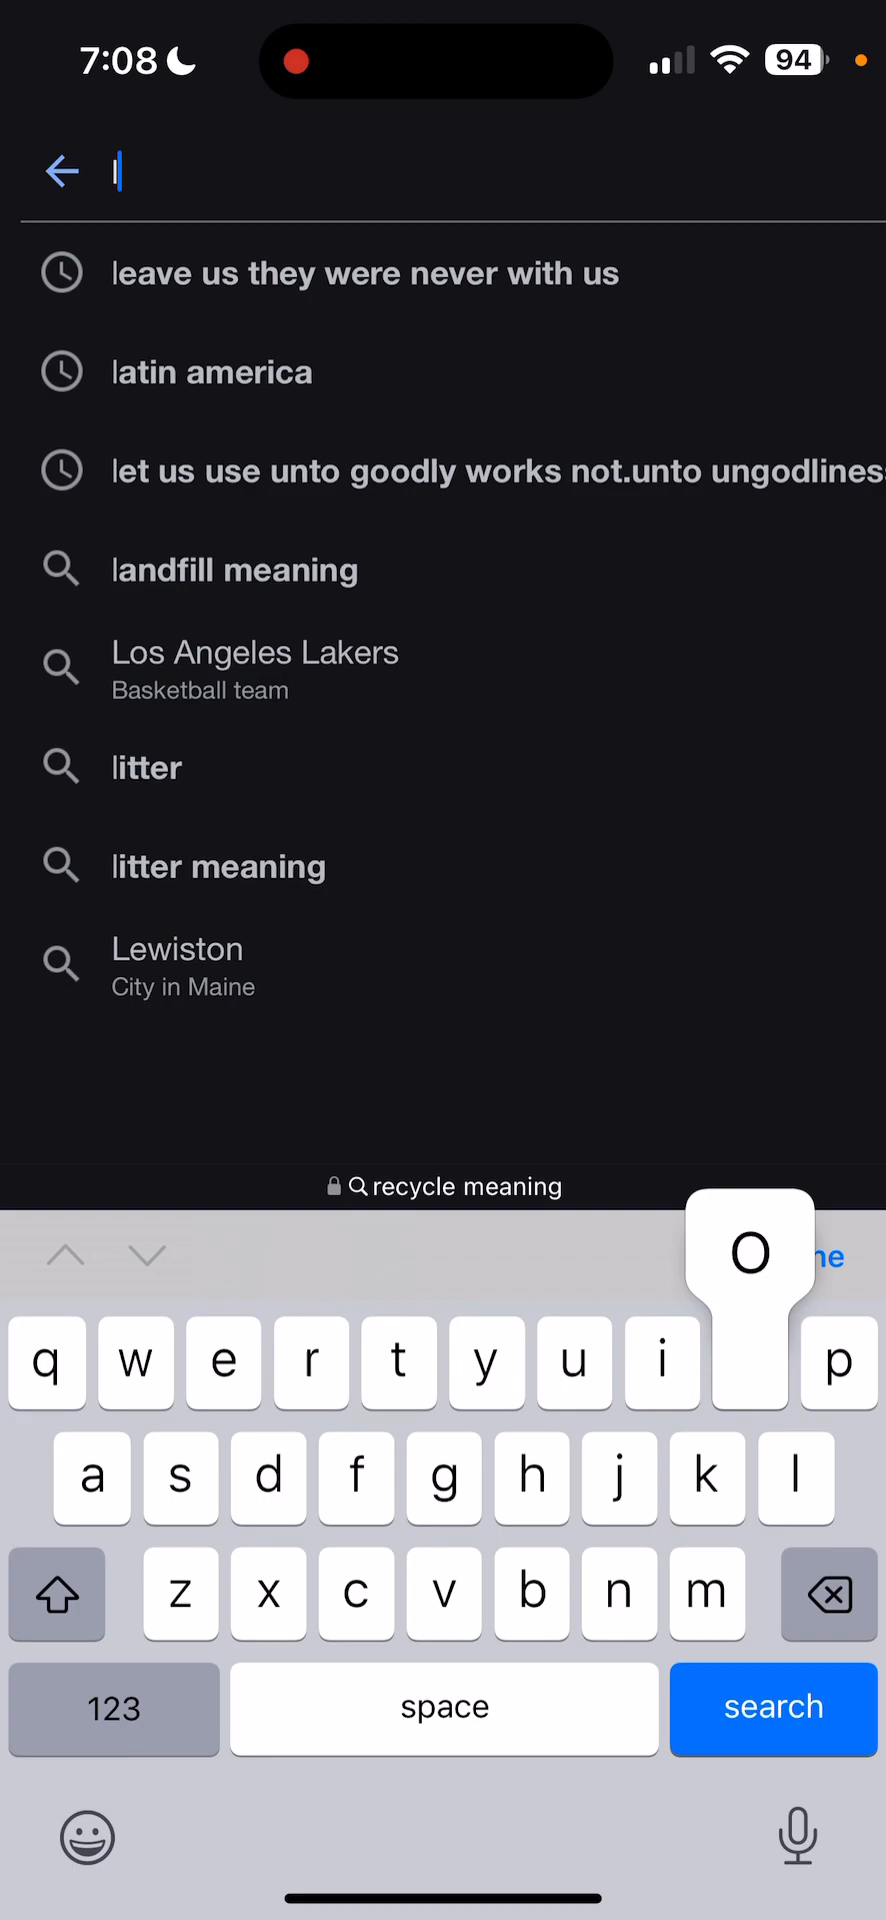 7:08 94
l
leave us they were never with us
latin america
let us use unto goodly works not.unto ungodlines
landfill meaning
Los Angeles Lakers
Basketball team
litter
litter meaning
Lewiston
City in Maine
recycle meaning
o
ne
q w e r t y u i p
a s d f g h j k l
z x c v b n m
123 space search